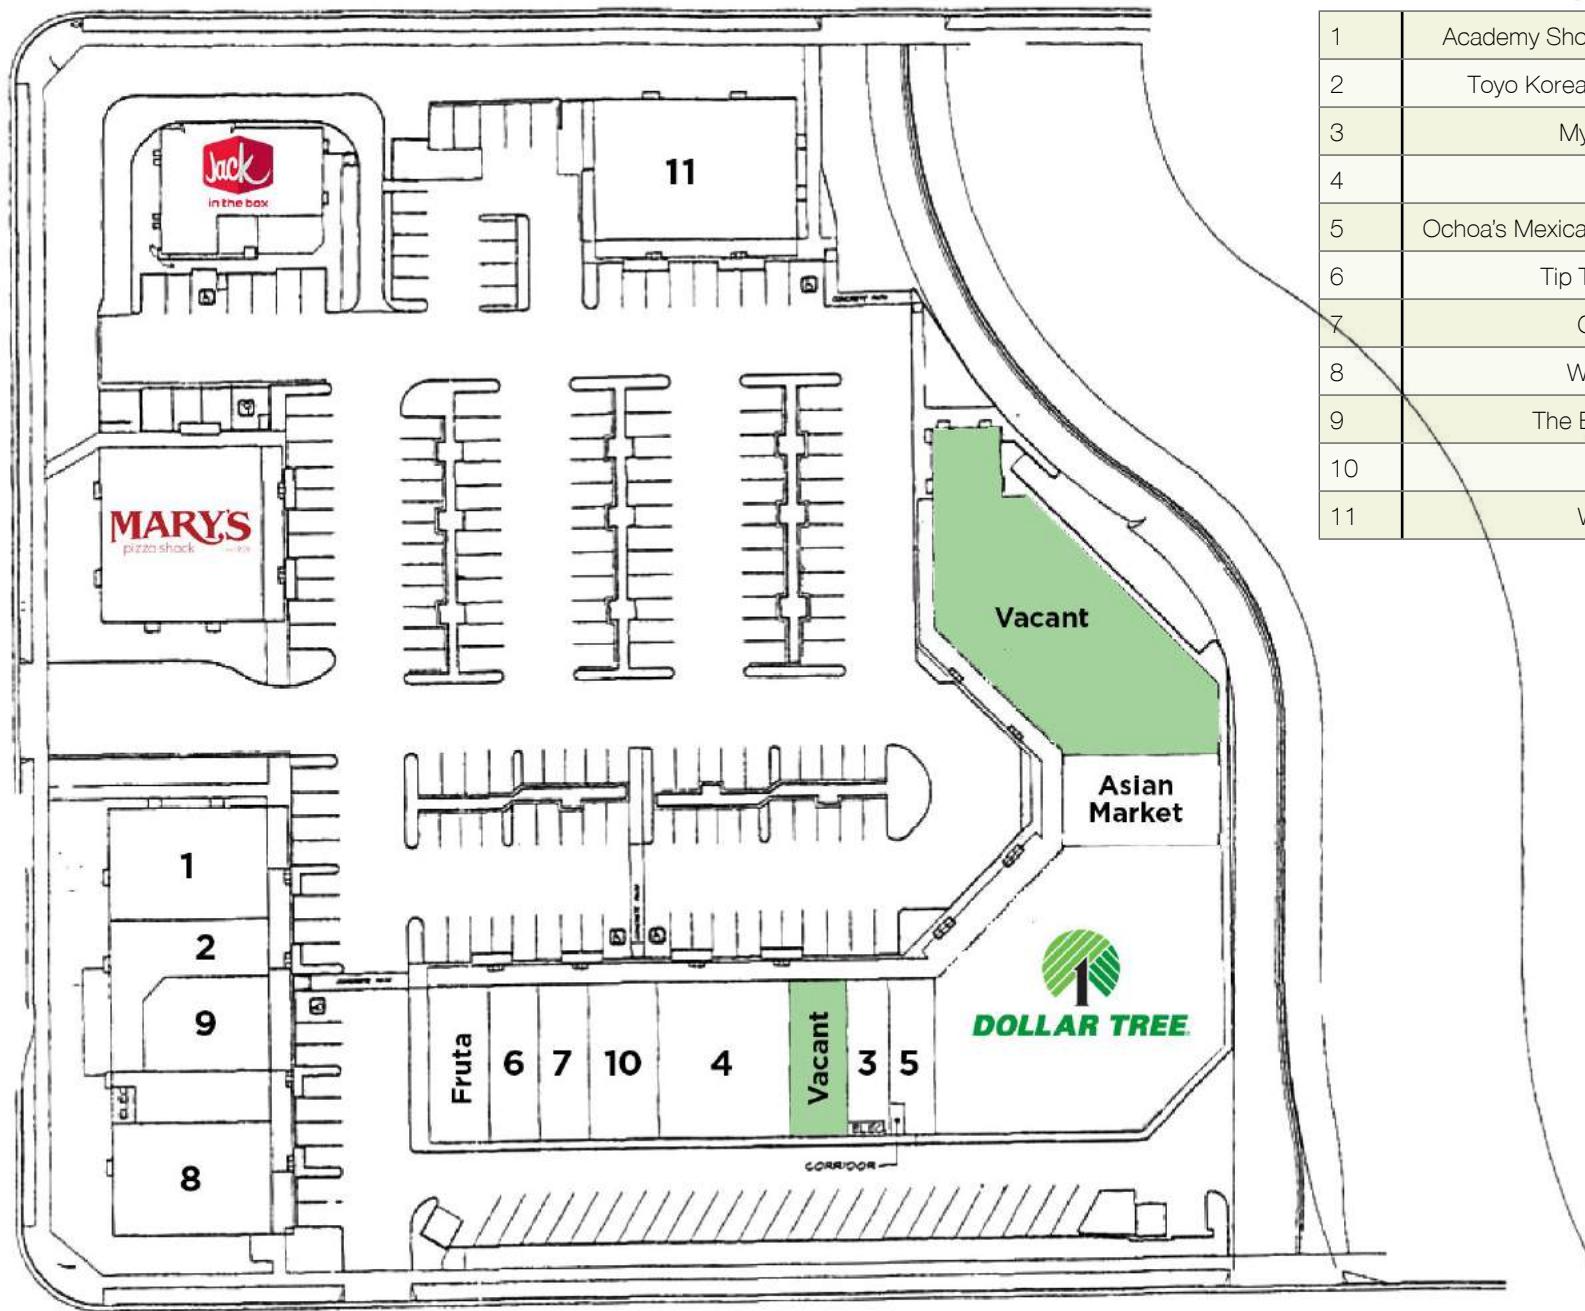 Jack
in the box
11
MARY'S
pizza shack
Vacant
Asian
Market
1
2
9
8
ELEC
Fruta
6
7
10
4
Vacant
3
5
ELEC
CORRIDOR
DOLLAR TREE
1 Academy Sho
2 Toyo Korea
3 My
4
5 Ochoa's Mexica
6 Tip T
7
8 W
9 The
10
11